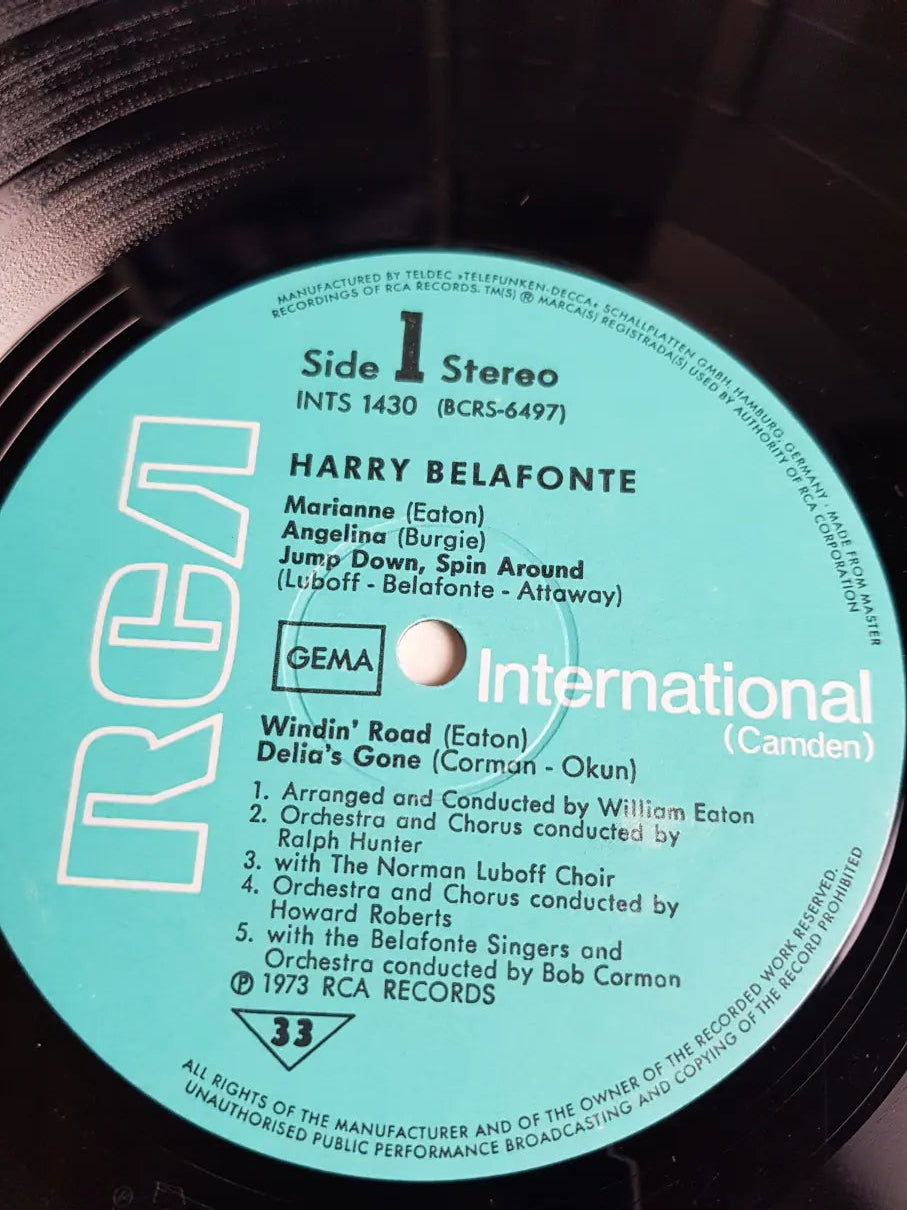 MANUFACTURED BY TELDEC »TELEFUNKEN-DECCA« SCHALLPLATTEN GMBH, HAMBURG, GERMANY · MADE FROM MASTER
RECORDINGS OF RCA RECORDS. TM(S) ® MARCA(S) REGISTRADA(S) USED BY AUTHORITY OF RCA CORPORATION
Side 1 Stereo
INTS 1430 (BCRS-6497)
RCA
HARRY BELAFONTE
Marianne (Eaton)
Angelina (Burgie)
Jump Down, Spin Around
(Luboff - Belafonte - Attaway)
GEMA
International
(Camden)
Windin' Road (Eaton)
Delia's Gone (Corman - Okun)
1. Arranged and Conducted by William Eaton
2. Orchestra and Chorus conducted by
Ralph Hunter
3. with The Norman Luboff Choir
4. Orchestra and Chorus conducted by
Howard Roberts
5. with the Belafonte Singers and
Orchestra conducted by Bob Corman
℗ 1973 RCA RECORDS
33
ALL RIGHTS OF THE MANUFACTURER AND OF THE OWNER OF THE RECORDED WORK RESERVED.
UNAUTHORISED PUBLIC PERFORMANCE BROADCASTING AND COPYING OF THE RECORD PROHIBITED